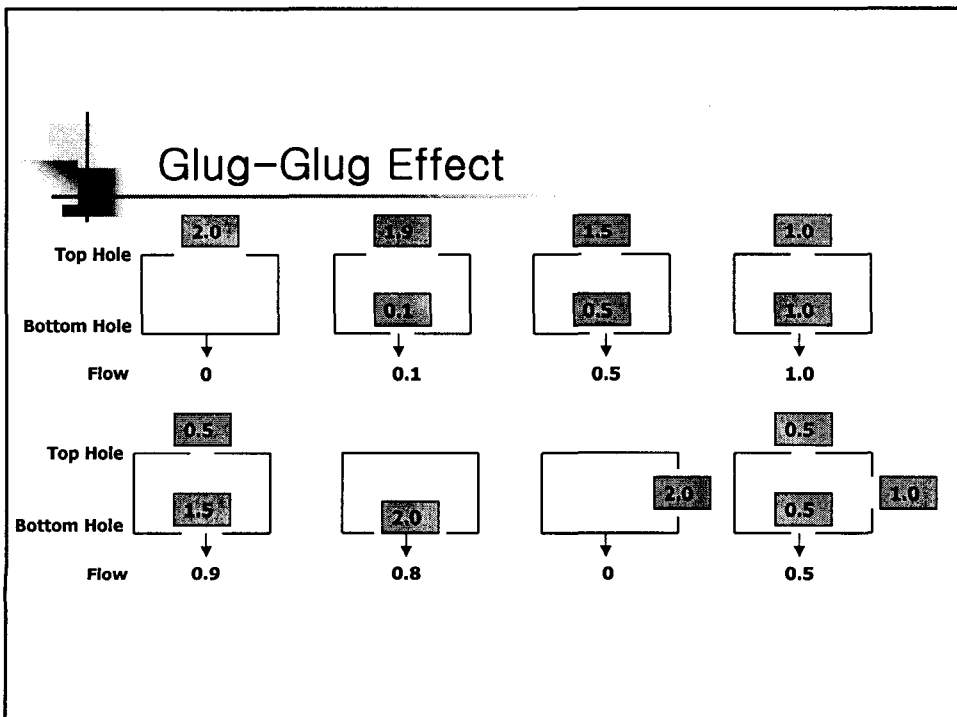 Glug-Glug Effect
2.0 1.9 1.5 1.0
Top Hole
0.1 0.5 1.0
Bottom Hole
Flow 0 0.1 0.5 1.0
0.5 0.5
Top Hole
2.0 1.0
1.5 2.0 0.5
Bottom Hole
Flow 0.9 0.8 0 0.5